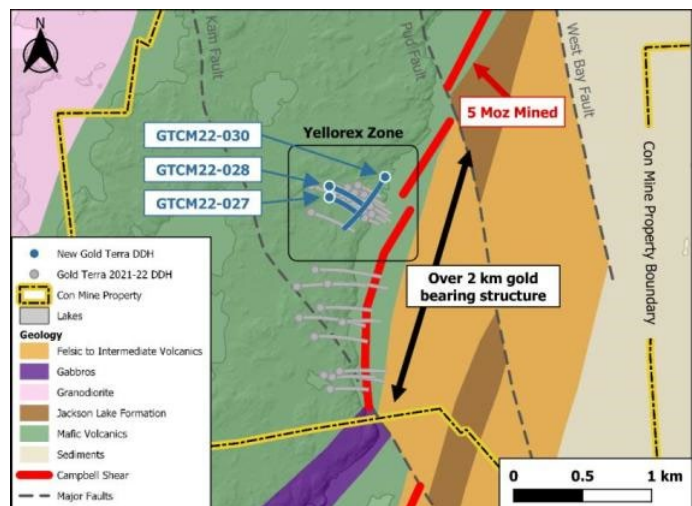 N
Kam Fault
Pud Fault
West Bay Fault
5 Moz Mined
Yellorex Zone
GTCM22-030
GTCM22-028
GTCM22-027
Con Mine Property Boundary
Over 2 km gold
bearing structure
New Gold Terra DDH
Gold Terra 2021-22 DDH
Con Mine Property
Lakes
Geology
Felsic to Intermediate Volcanics
Gabbros
Granodiorite
Jackson Lake Formation
Mafic Volcanics
Sediments
Campbell Shear
Major Faults
0 0.5 1 km